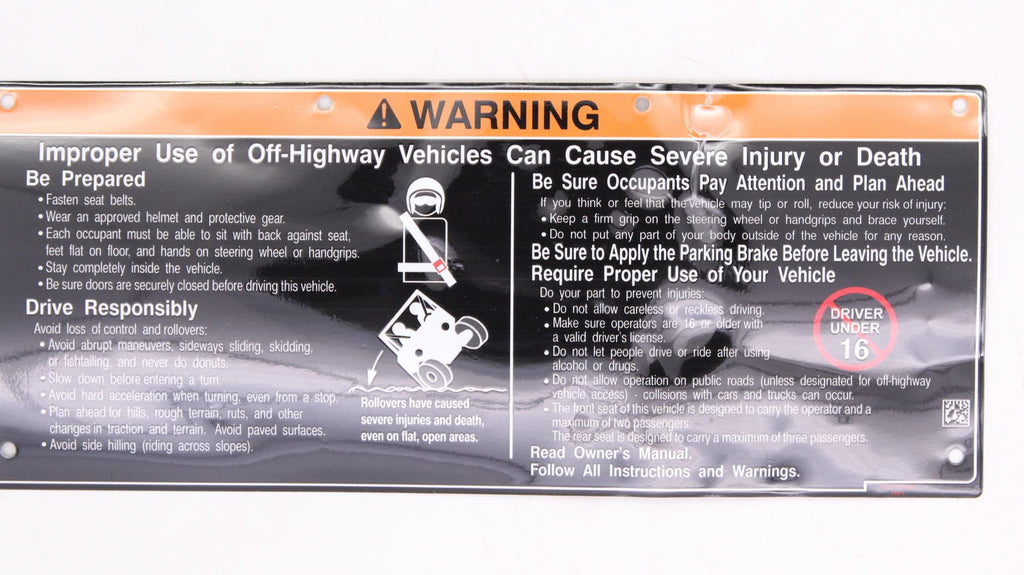 WARNING
Improper Use of Off-Highway Vehicles Can Cause Severe Injury or Death
Be Prepared
• Fasten seat belts.
• Wear an approved helmet and protective gear.
• Each occupant must be able to sit with back against seat,
feet flat on floor, and hands on steering wheel or handgrips.
• Stay completely inside the vehicle.
• Be sure doors are securely closed before driving this vehicle.
Drive Responsibly
Avoid loss of control and rollovers:
• Avoid abrupt maneuvers, sideways sliding, skidding,
or fishtailing, and never do donuts.
• Slow down before entering a turn.
• Avoid hard acceleration when turning, even from a stop.
• Plan ahead for hills, rough terrain, ruts, and other
changes in traction and terrain. Avoid paved surfaces.
• Avoid side hilling (riding across slopes).
Rollovers have caused
severe injuries and death,
even on flat, open areas.
Be Sure Occupants Pay Attention and Plan Ahead
If you think or feel that the vehicle may tip or roll, reduce your risk of injury:
• Keep a firm grip on the steering wheel or handgrips and brace yourself.
• Do not put any part of your body outside of the vehicle for any reason.
Be Sure to Apply the Parking Brake Before Leaving the Vehicle.
Require Proper Use of Your Vehicle
Do your part to prevent injuries:
• Do not allow careless or reckless driving.
• Make sure operators are 16 or older with
a valid driver's license.
• Do not let people drive or ride after using
alcohol or drugs.
• Do not allow operation on public roads (unless designated for off-highway
vehicle access) - collisions with cars and trucks can occur.
• The front seat of this vehicle is designed to carry the operator and a
maximum of two passengers.
The rear seat is designed to carry a maximum of three passengers.
Read Owner's Manual.
Follow All Instructions and Warnings.
DRIVER
UNDER
16